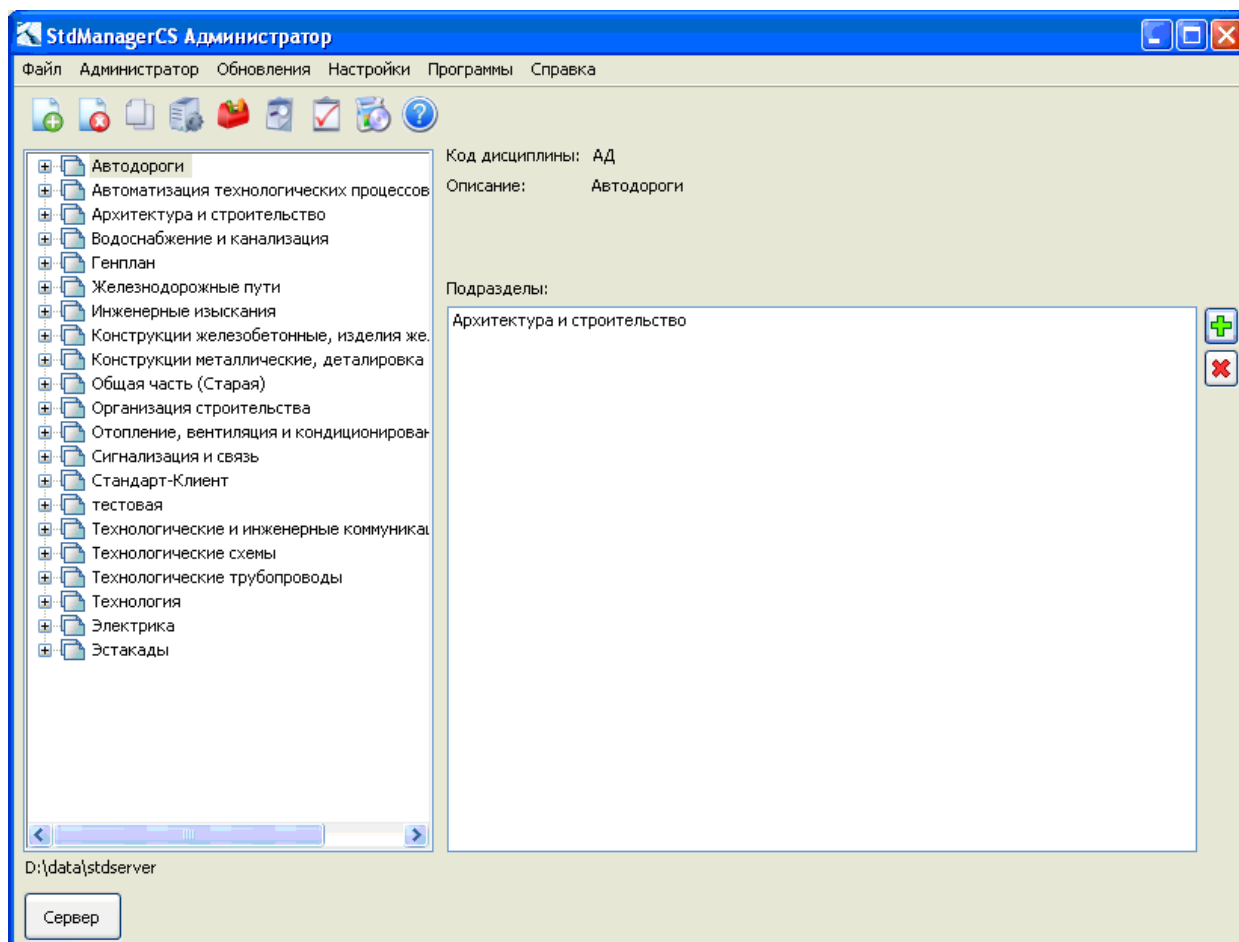 StdManagerCS Администратор
Файл Администратор Обновления Настройки Программы Справка
Автодороги
Автоматизация технологических процессов
Архитектура и строительство
Водоснабжение и канализация
Генплан
Железнодорожные пути
Инженерные изыскания
Конструкции железобетонные, изделия же.
Конструкции металлические, деталировка
Общая часть (Старая)
Организация строительства
Отопление, вентиляция и кондиционирован
Сигнализация и связь
Стандарт-Клиент
тестовая
Технологические и инженерные коммуникац
Технологические схемы
Технологические трубопроводы
Технология
Электрика
Эстакады
Код дисциплины: АД
Описание: Автодороги
Подразделы:
Архитектура и строительство
D:\data\stdserver
Сервер